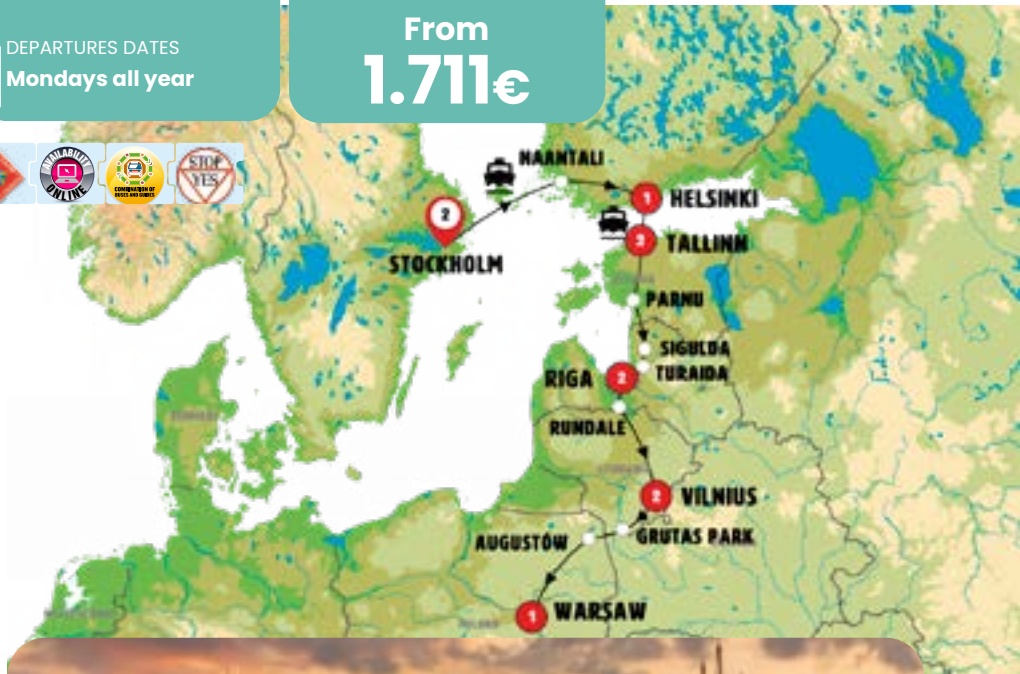 DEPARTURES DATES
Mondays all year
From
1.711€
AVAILABILITY
ONLINE
COMBINATION OF
BUSES AND GUIDES
STOP
YES
NAANTALI
1
HELSINKI
2
STOCKHOLM
TALLINN
PARNU
SIGULDA
TURAIDA
RIGA
2
RUNDALE
2
VILNIUS
AUGUSTÓW
GRUTAS PARK
1
WARSAW